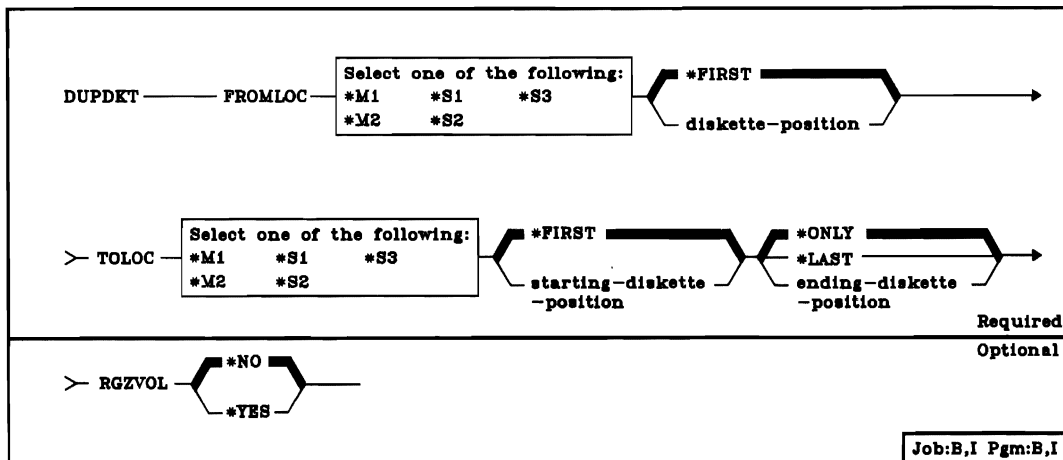 Select one of the following:
*M1 *S1 *S3
*M2 *S2
DUPDKT FROMLOC
*FIRST
diskette-position
Select one of the following:
*M1 *S1 *S3
*M2 *S2
> TOLOC
*FIRST
starting-diskette
-position
*ONLY
*LAST
ending-diskette
-position
Required
Optional
> RGZVOL
*NO
*YES
Job:B,I Pgm:B,I